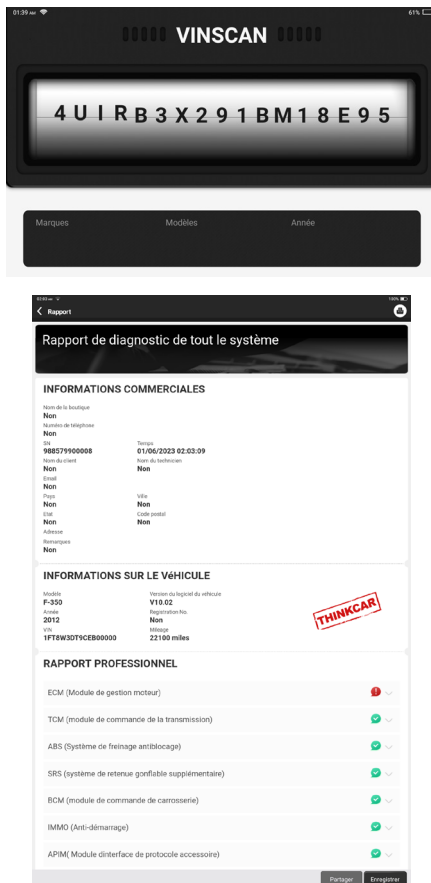 01:39 AM
61%
VINSCAN
4UIRB3X291BM18E95
Marques Modèles Année
100%
Rapport
Rapport de diagnostic de tout le système
INFORMATIONS COMMERCIALES
Nom de la boutique
Non
Numéro de téléphone
Non
SN Temps
988579900008 01/06/2023 02:03:09
Nom du client Nom du technicien
Non Non
Email
Non
Pays Ville
Non Non
Etat Code postal
Non Non
Adresse
Remarques
Non
INFORMATIONS SUR LE VéHICULE
Modèle Version du logiciel du véhicule
F-350 V10.02
Année Registration No.
2012 Non
VIN Mileage
1FT8W3DT9CEB00000 22100 miles
THINKCAR
RAPPORT PROFESSIONNEL
ECM (Module de gestion moteur)
TCM (module de commande de la transmission)
ABS (Système de freinage antiblocage)
SRS (système de retenue gonflable supplémentaire)
BCM (module de commande de carrosserie)
IMMO (Anti-démarrage)
APIM( Module dinterface de protocole accessoire)
Partager Enregistrer